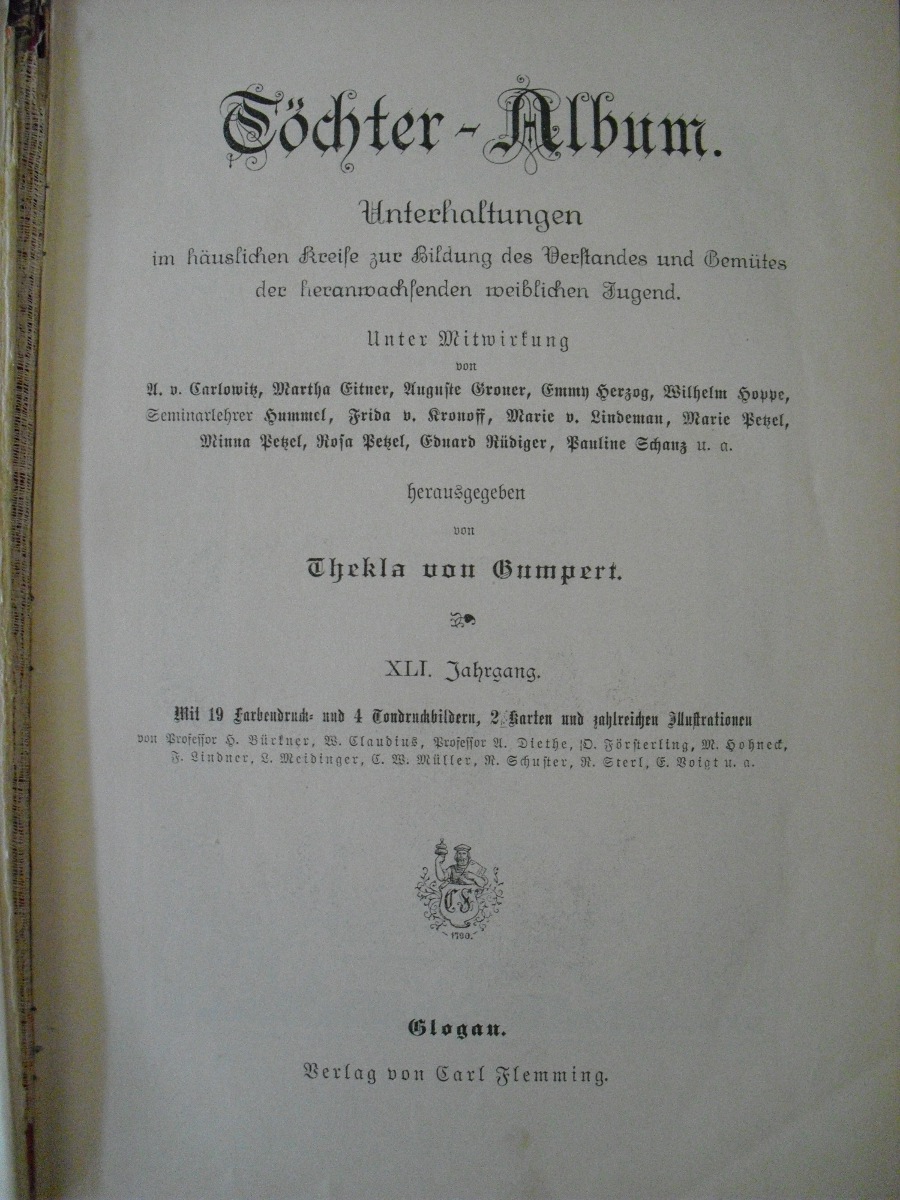 Töchter-Album.
Unterhaltungen
im häuslichen Kreise zur Bildung des Verstandes und Gemütes
der heranwachsenden weiblichen Jugend.
Unter Mitwirkung
von
A. v. Carlowitz, Martha Eitner, Auguste Groner, Emmy Herzog, Wilhelm Hoppe,
Seminarlehrer Hummel, Frida v. Kronoff, Marie v. Lindeman, Marie Petzel,
Minna Petzel, Rosa Petzel, Eduard Rüdiger, Pauline Schanz u. a.
herausgegeben
von
Thekla von Gumpert.
XLI. Jahrgang.
Mit 19 Farbendruck- und 4 Tondruckbildern, 2 Karten und zahlreichen Illustrationen
von Professor H. Bürkner, W. Claudius, Professor A. Diethe, O. Försterling, M. Hohneck,
F. Lindner, L. Meidinger, C. W. Müller, R. Schuster, R. Sterl, E. Voigt u. a.
CF
1790.
Glogau.
Verlag von Carl Flemming.